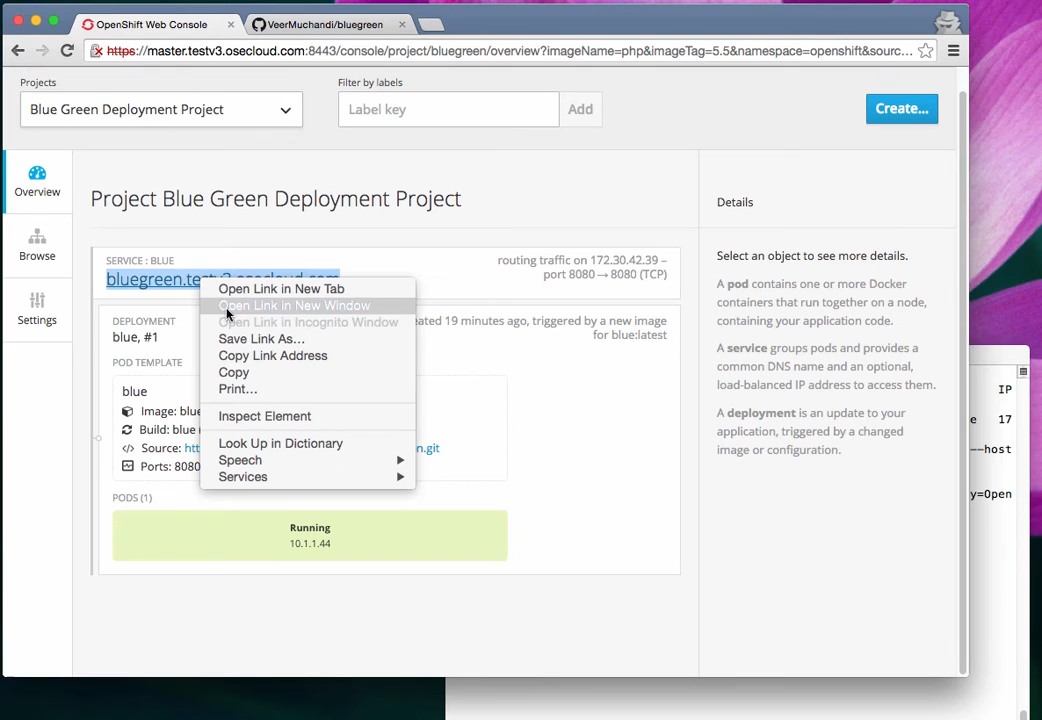 OpenShift Web Console
VeerMuchandi/bluegreen
https://master.testv3.osecloud.com:8443/console/project/bluegreen/overview?imageName=php&imageTag=5.5&namespace=openshift&sourc...
Projects
Blue Green Deployment Project
Filter by labels
Label key
Add
Create...
Overview
Browse
Settings
Project Blue Green Deployment Project
SERVICE : BLUE
bluegreen.testv3.osecloud.com
routing traffic on 172.30.42.39 –
port 8080→8080 (TCP)
DEPLOYMENT
blue, #1
eated 19 minutes ago, triggered by a new image
for blue:latest
POD TEMPLATE
blue
Image: blue
Build: blue
Source: htt
n.git
Ports: 8080
PODS (1)
Running
10.1.1.44
Open Link in New Tab
Open Link in New Window
Open Link in Incognito Window
Save Link As...
Copy Link Address
Copy
Print...
Inspect Element
Look Up in Dictionary
Speech
Services
Details
Select an object to see more details.
A pod contains one or more Docker
containers that run together on a node,
containing your application code.
A service groups pods and provides a
common DNS name and an optional,
load-balanced IP address to access them.
A deployment is an update to your
application, triggered by a changed
image or configuration.
IP
e 17
--host
y=Open